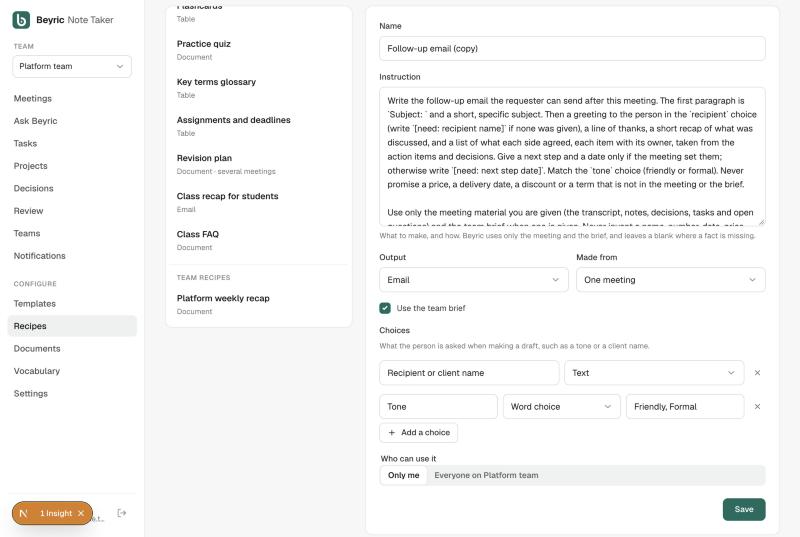 Beyric Note Taker
TEAM
Platform team
Meetings
Ask Beyric
Tasks
Projects
Decisions
Review
Teams
Notifications
CONFIGURE
Templates
Recipes
Documents
Vocabulary
Settings
N 1 Insight ×
Flashcards
Table
Practice quiz
Document
Key terms glossary
Table
Assignments and deadlines
Table
Revision plan
Document · several meetings
Class recap for students
Email
Class FAQ
Document
TEAM RECIPES
Platform weekly recap
Document
Name
Follow-up email (copy)
Instruction
Write the follow-up email the requester can send after this meeting. The first paragraph is
`Subject: ` and a short, specific subject. Then a greeting to the person in the `recipient` choice
(write `[need: recipient name]` if none was given), a line of thanks, a short recap of what was
discussed, and a list of what each side agreed, each item with its owner, taken from the
action items and decisions. Give a next step and a date only if the meeting set them;
otherwise write `[need: next step date]`. Match the `tone` choice (friendly or formal). Never
promise a price, a delivery date, a discount or a term that is not in the meeting or the brief.
Use only the meeting material you are given (the transcript, notes, decisions, tasks and open
What to make, and how. Beyric uses only the meeting and the brief, and leaves a blank where a fact is missing.
Output
Made from
Email
One meeting
Use the team brief
Choices
What the person is asked when making a draft, such as a tone or a client name.
Recipient or client name
Text
×
Tone
Word choice
Friendly, Formal
×
+ Add a choice
Who can use it
Only me
Everyone on Platform team
Save